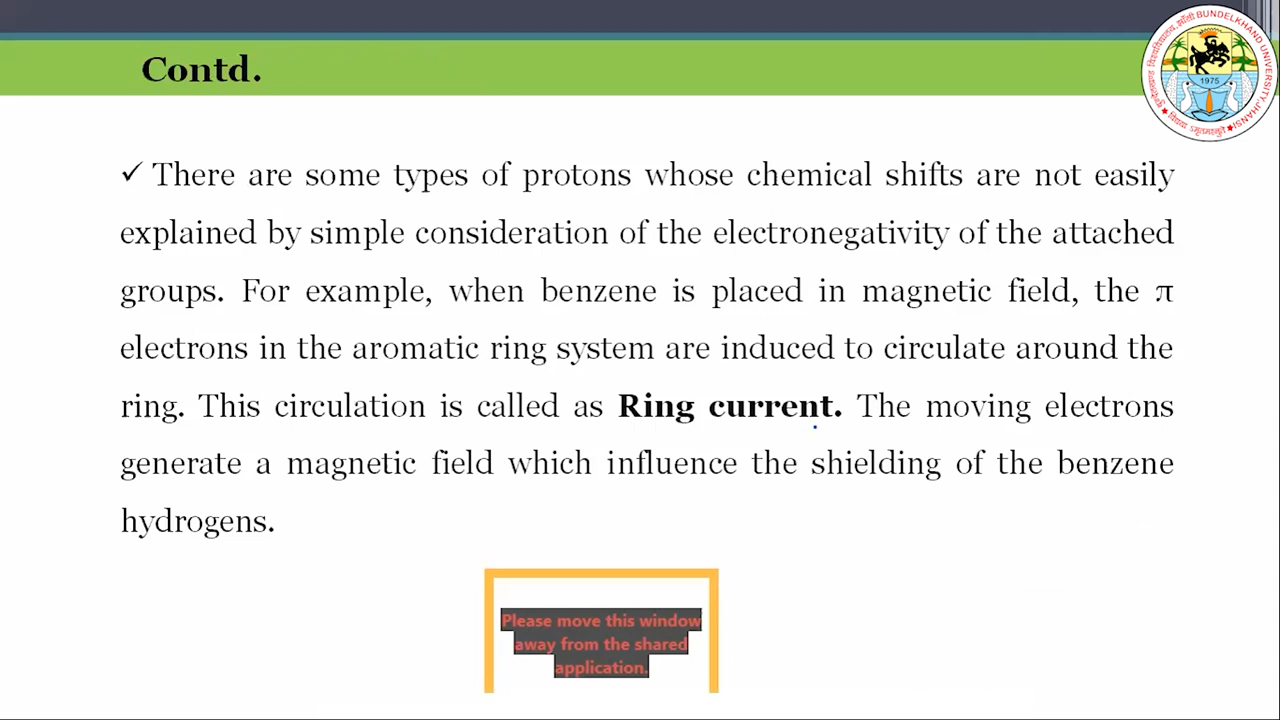 Contd.
BUNDELKHAND UNIVERSITY, JHANSI
बुन्देलखण्ड विश्वविद्यालय, झाँसी
1975
✓ There are some types of protons whose chemical shifts are not easily
explained by simple consideration of the electronegativity of the attached
groups. For example, when benzene is placed in magnetic field, the π
electrons in the aromatic ring system are induced to circulate around the
ring. This circulation is called as Ring current. The moving electrons
generate a magnetic field which influence the shielding of the benzene
hydrogens.
Please move this window
away from the shared
application.